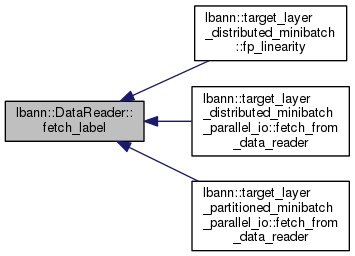 lbann::target_layer
_distributed_minibatch
::fp_linearity
lbann::DataReader::
fetch_label
lbann::target_layer
_distributed_minibatch
_parallel_io::fetch_from
_data_reader
lbann::target_layer
_partitioned_minibatch
_parallel_io::fetch_from
_data_reader